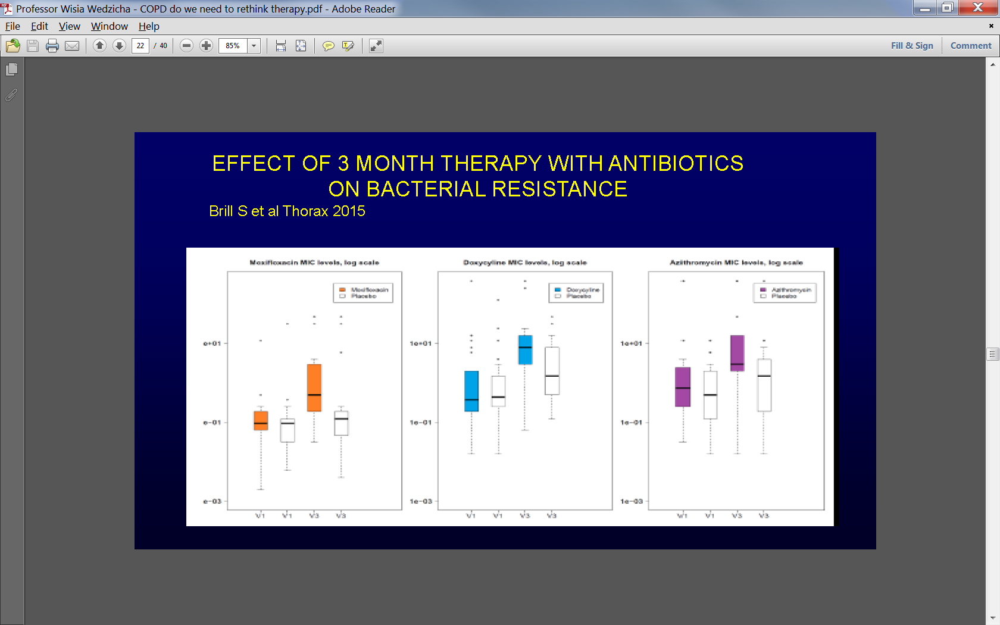 Professor Wisia Wedzicha - COPD do we need to rethink therapy.pdf - Adobe Reader
File Edit View Window Help
22 / 40 85% Fill & Sign Comment
EFFECT OF 3 MONTH THERAPY WITH ANTIBIOTICS
ON BACTERIAL RESISTANCE
Brill S et al Thorax 2015
Moxifloxacin MIC levels, log scale
Moxifloxacin
Placebo
e+01
e-01
e-03
V1 V1 V3 V3
Doxycyline MIC levels, log scale
Doxycyline
Placebo
1e+01
1e-01
1e-03
V1 V1 V3 V3
Azithromycin MIC levels, log scale
Azithromycin
Placebo
1e+01
1e-01
1e-03
V1 V1 V3 V3